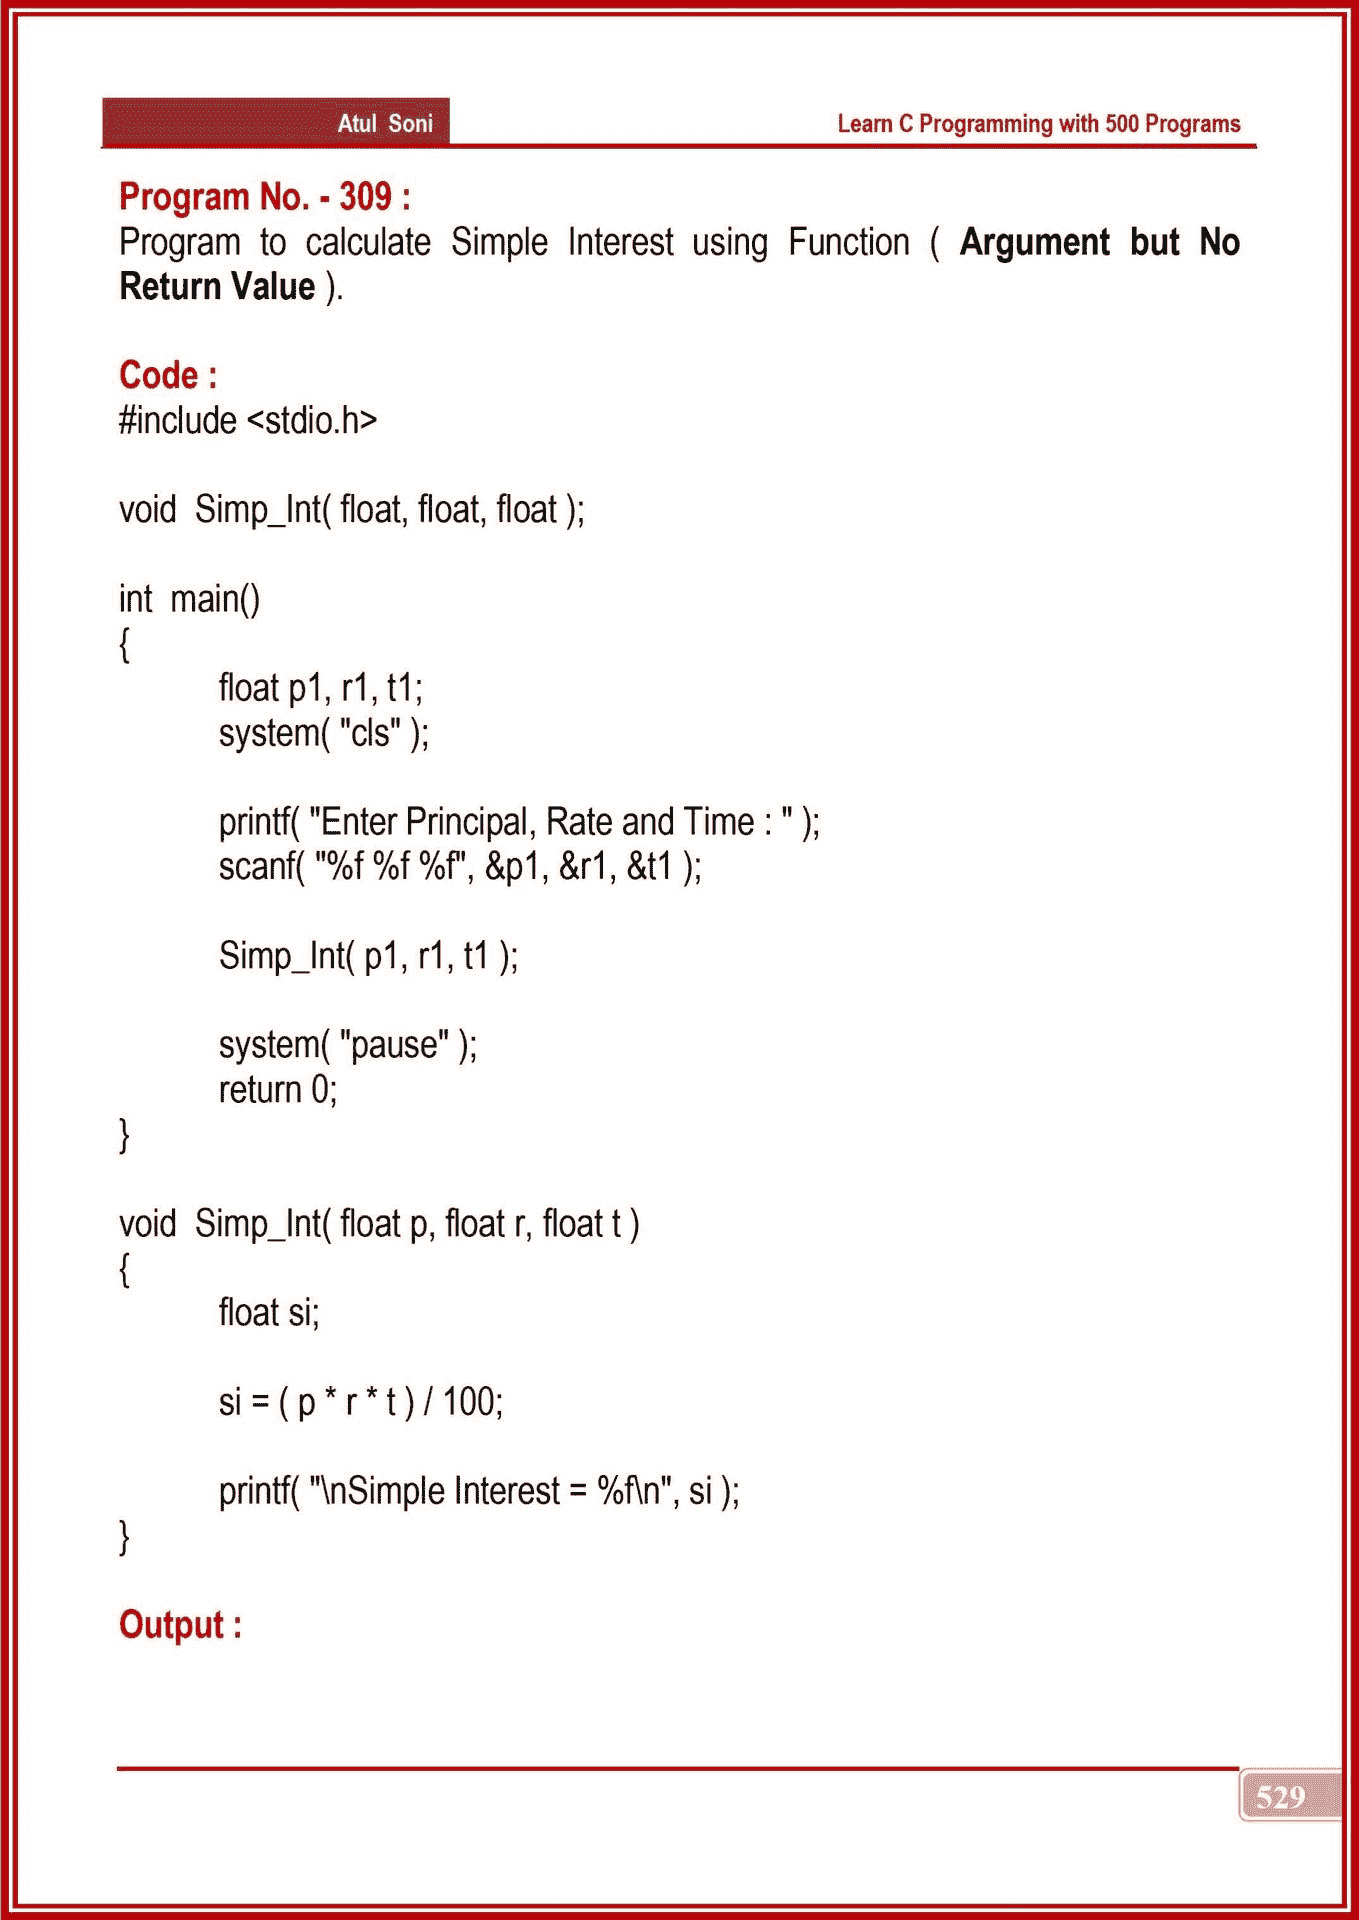 Atul Soni
Learn C Programming with 500 Programs
Program No. - 309 :
Program to calculate Simple Interest using Function ( Argument but No
Return Value ).
Code :
#include <stdio.h>
void Simp_Int( float, float, float );
int main()
{
float p1, r1, t1;
system( "cls" );
printf( "Enter Principal, Rate and Time : " );
scanf( "%f %f %f", &p1, &r1, &t1 );
Simp_Int( p1, r1, t1 );
system( "pause" );
return 0;
}
void Simp_Int( float p, float r, float t )
{
float si;
si = ( p * r * t ) / 100;
printf( "\nSimple Interest = %f\n", si );
}
Output :
529